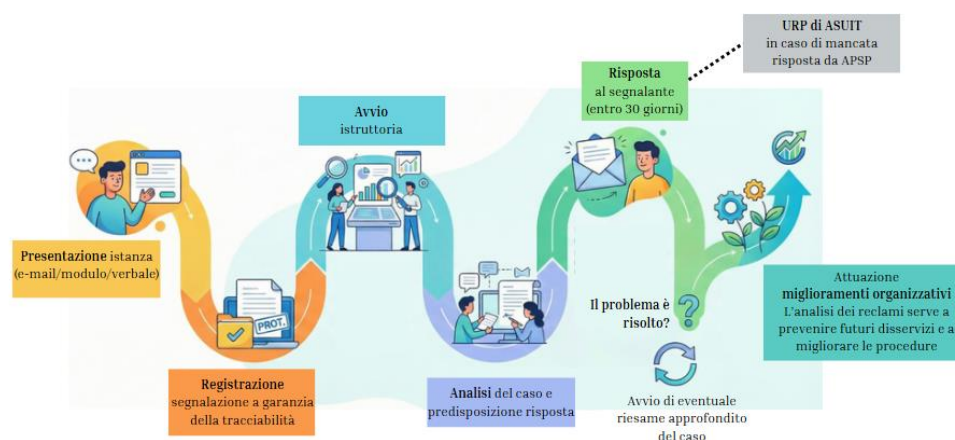 Presentazione istanza
(e-mail/modulo/verbale)
PROT.
Registrazione
segnalazione a garanzia
della tracciabilità
Avvio
istruttoria
Analisi del caso e
predisposizione risposta
Risposta
al segnalante
(entro 30 giorni)
URP di ASUIT
in caso di mancata
risposta da APSP
Il problema è
risolto?
?
Avvio di eventuale
riesame approfondito
del caso
Attuazione
miglioramenti organizzativi
L'analisi dei reclami serve a
prevenire futuri disservizi e a
migliorare le procedure